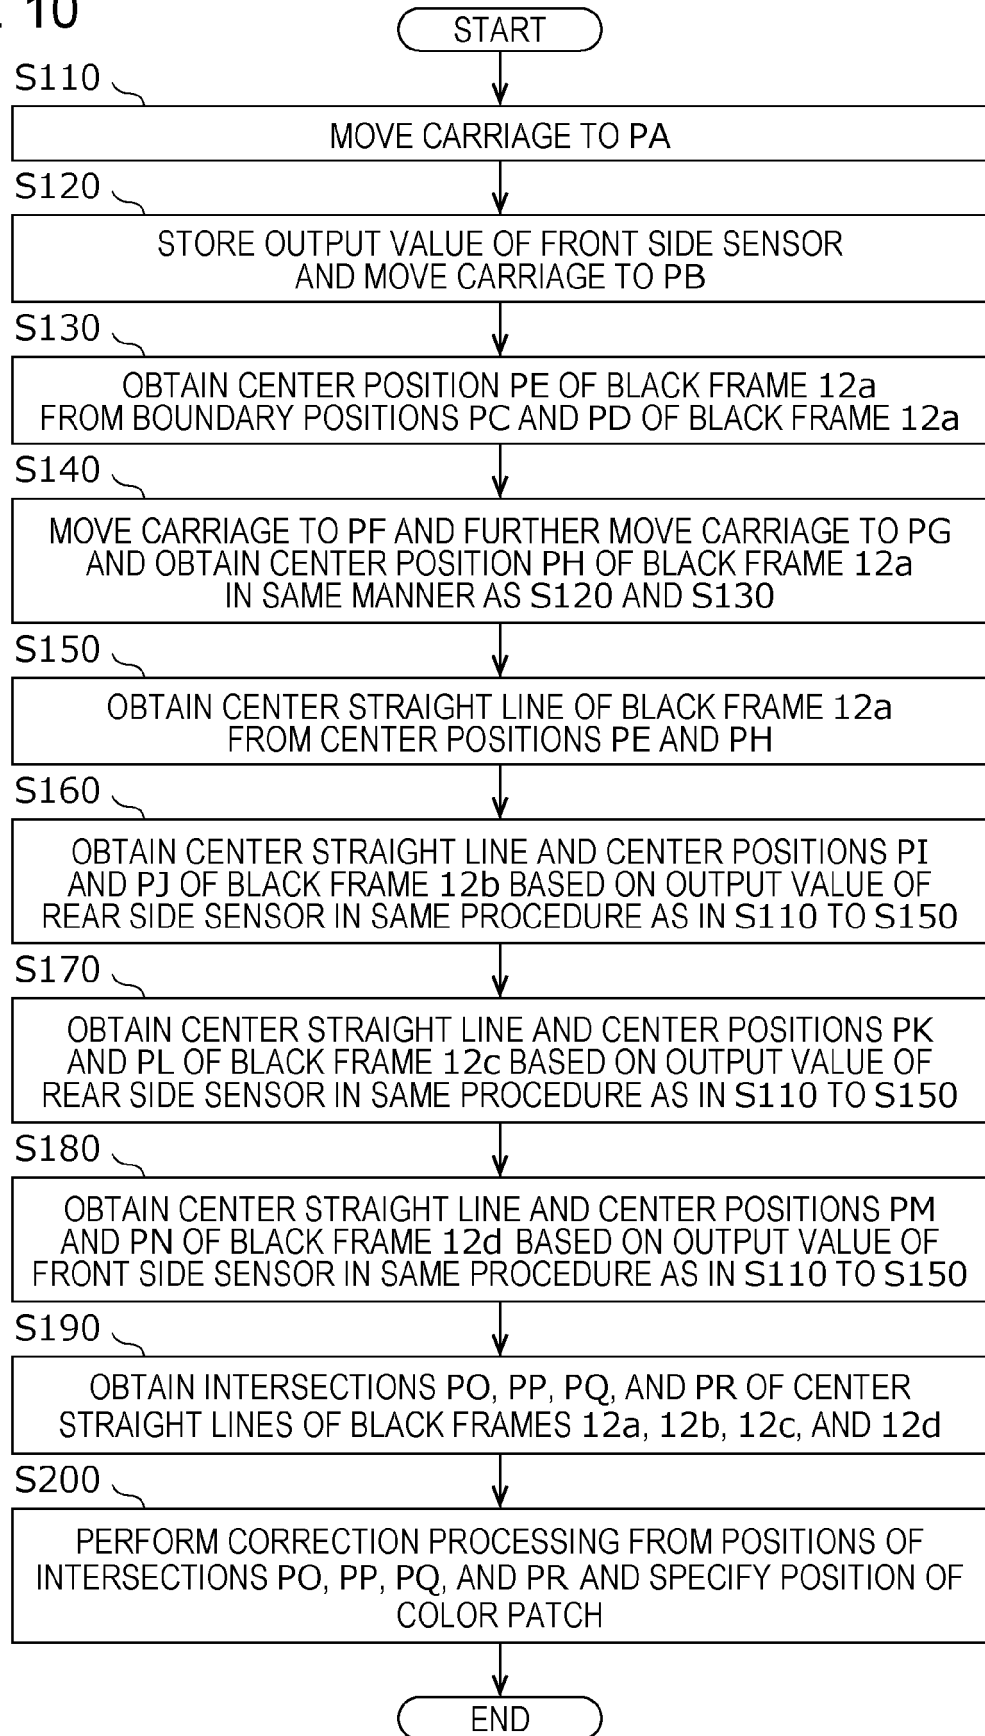 10
START
S110
MOVE CARRIAGE TO PA
S120
STORE OUTPUT VALUE OF FRONT SIDE SENSOR
AND MOVE CARRIAGE TO PB
S130
OBTAIN CENTER POSITION PE OF BLACK FRAME 12a
FROM BOUNDARY POSITIONS PC AND PD OF BLACK FRAME 12a
S140
MOVE CARRIAGE TO PF AND FURTHER MOVE CARRIAGE TO PG
AND OBTAIN CENTER POSITION PH OF BLACK FRAME 12a
IN SAME MANNER AS S120 AND S130
S150
OBTAIN CENTER STRAIGHT LINE OF BLACK FRAME 12a
FROM CENTER POSITIONS PE AND PH
S160
OBTAIN CENTER STRAIGHT LINE AND CENTER POSITIONS PI
AND PJ OF BLACK FRAME 12b BASED ON OUTPUT VALUE OF
REAR SIDE SENSOR IN SAME PROCEDURE AS IN S110 TO S150
S170
OBTAIN CENTER STRAIGHT LINE AND CENTER POSITIONS PK
AND PL OF BLACK FRAME 12c BASED ON OUTPUT VALUE OF
REAR SIDE SENSOR IN SAME PROCEDURE AS IN S110 TO S150
S180
OBTAIN CENTER STRAIGHT LINE AND CENTER POSITIONS PM
AND PN OF BLACK FRAME 12d BASED ON OUTPUT VALUE OF
FRONT SIDE SENSOR IN SAME PROCEDURE AS IN S110 TO S150
S190
OBTAIN INTERSECTIONS PO, PP, PQ, AND PR OF CENTER
STRAIGHT LINES OF BLACK FRAMES 12a, 12b, 12c, AND 12d
S200
PERFORM CORRECTION PROCESSING FROM POSITIONS OF
INTERSECTIONS PO, PP, PQ, AND PR AND SPECIFY POSITION OF
COLOR PATCH
END